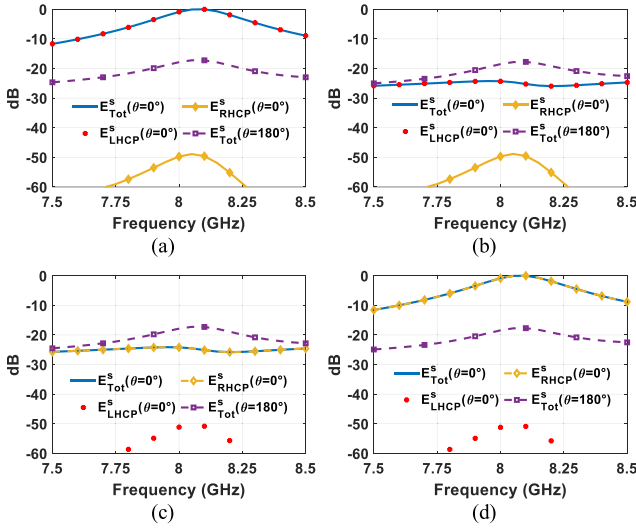 0
-10
-20
-30
-40
-50
-60
dB
E^s_Tot(θ=0°) E^s_RHCP(θ=0°)
E^s_LHCP(θ=0°) E^s_Tot(θ=180°)
7.5 7.75 8 8.25 8.5
Frequency (GHz)
(a)
0
-10
-20
-30
-40
-50
-60
dB
E^s_Tot(θ=0°) E^s_RHCP(θ=0°)
E^s_LHCP(θ=0°) E^s_Tot(θ=180°)
7.5 7.75 8 8.25 8.5
Frequency (GHz)
(b)
0
-10
-20
-30
-40
-50
-60
dB
E^s_Tot(θ=0°) E^s_RHCP(θ=0°)
E^s_LHCP(θ=0°) E^s_Tot(θ=180°)
7.5 7.75 8 8.25 8.5
Frequency (GHz)
(c)
0
-10
-20
-30
-40
-50
-60
dB
E^s_Tot(θ=0°) E^s_RHCP(θ=0°)
E^s_LHCP(θ=0°) E^s_Tot(θ=180°)
7.5 7.75 8 8.25 8.5
Frequency (GHz)
(d)